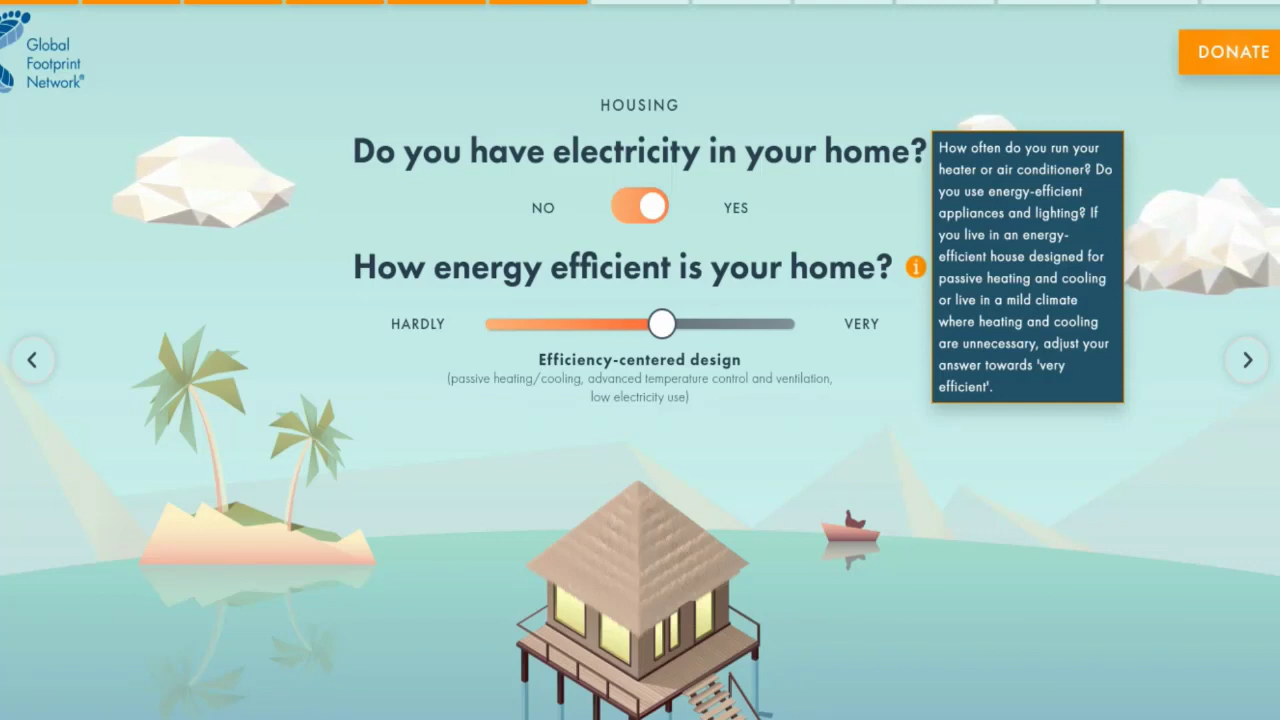 Global
Footprint
Network®
DONATE
HOUSING
Do you have electricity in your home?
NO
YES
How energy efficient is your home?
i
HARDLY
VERY
Efficiency-centered design
(passive heating/cooling, advanced temperature control and ventilation,
low electricity use)
How often do you run your
heater or air conditioner? Do
you use energy-efficient
appliances and lighting? If
you live in an energy-
efficient house designed for
passive heating and cooling
or live in a mild climate
where heating and cooling
are unnecessary, adjust your
answer towards 'very
efficient'.